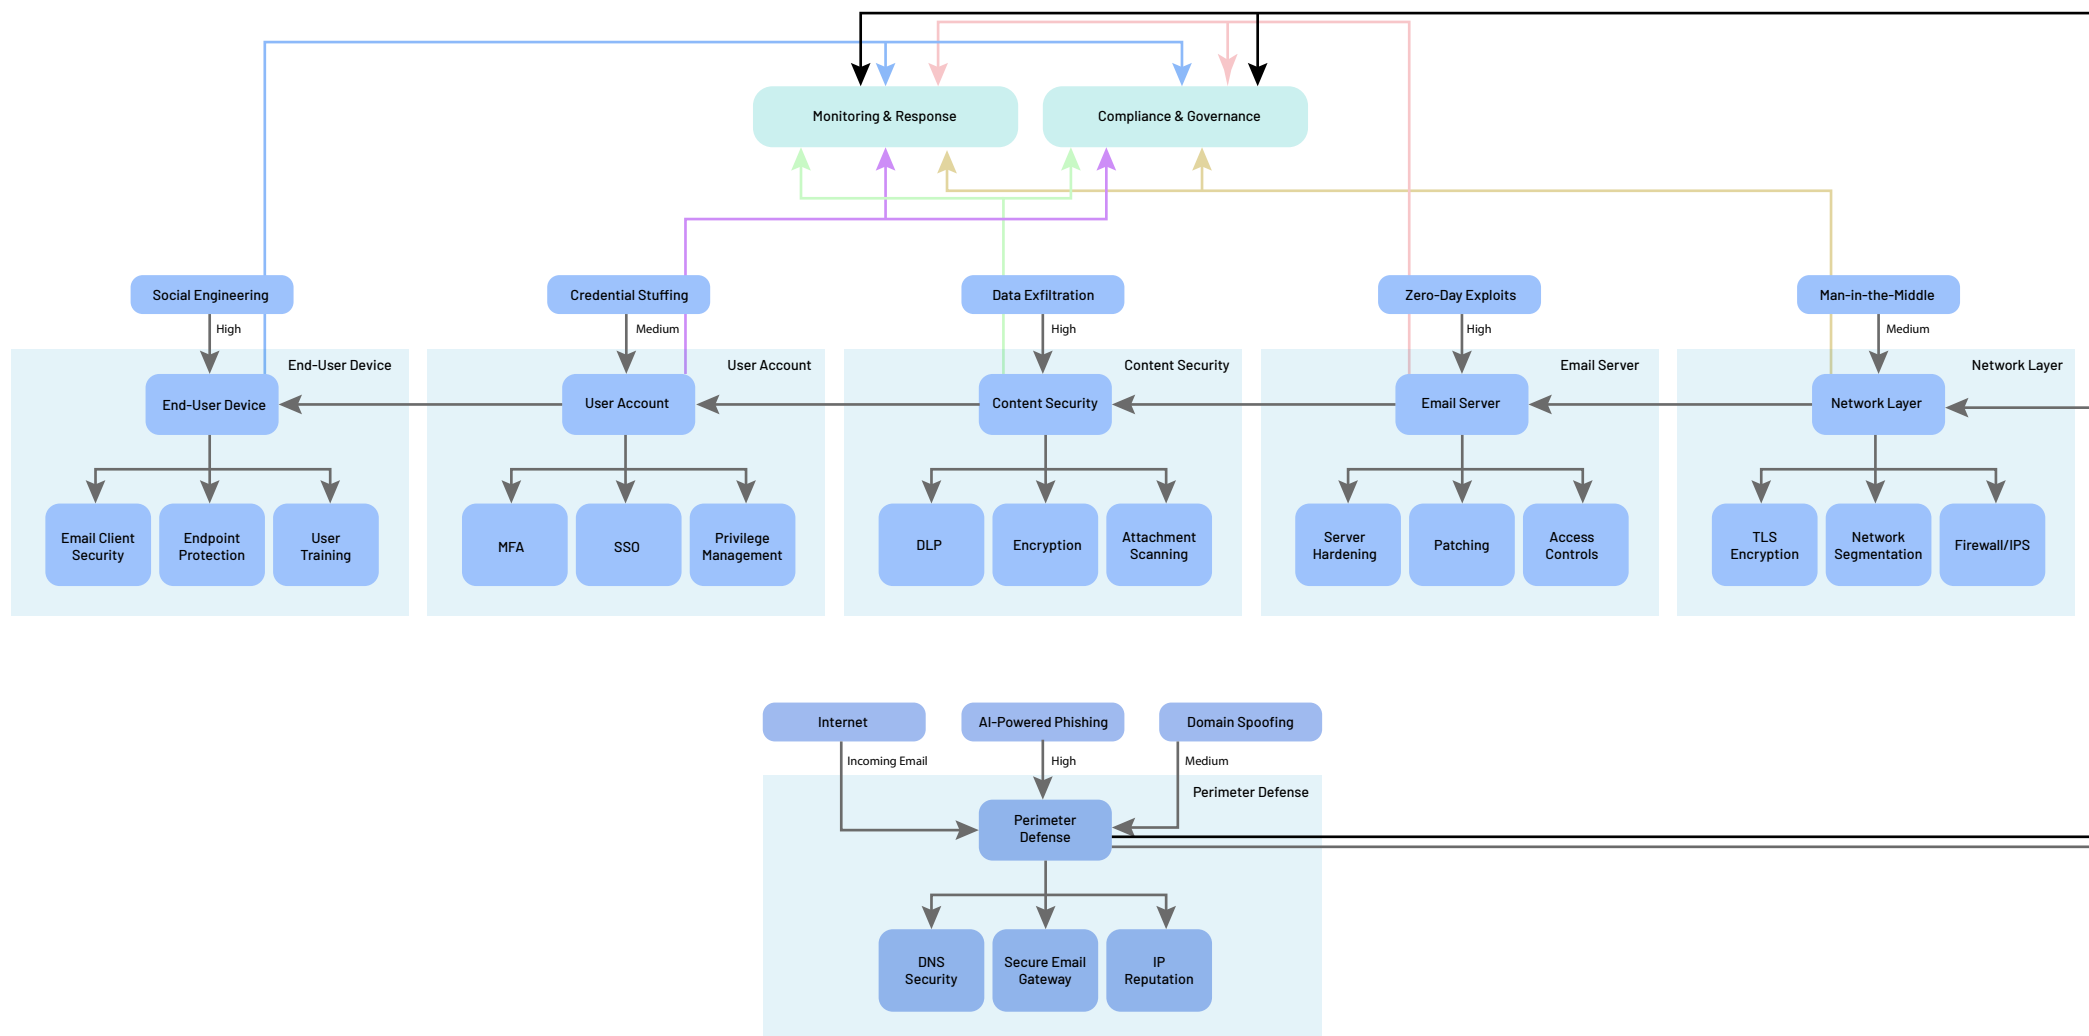 Monitoring & Response
Compliance & Governance
Social Engineering
Credential Stuffing
Data Exfiltration
Zero-Day Exploits
Man-in-the-Middle
High
Medium
High
High
Medium
End-User Device
User Account
Content Security
Email Server
Network Layer
End-User Device
User Account
Content Security
Email Server
Network Layer
Email Client
Security
Endpoint
Protection
User
Training
MFA
SSO
Privilege
Management
DLP
Encryption
Attachment
Scanning
Server
Hardening
Patching
Access
Controls
TLS
Encryption
Network
Segmentation
Firewall/IPS
Internet
AI-Powered Phishing
Domain Spoofing
Incoming Email
High
Medium
Perimeter Defense
Perimeter
Defense
DNS
Security
Secure Email
Gateway
IP
Reputation